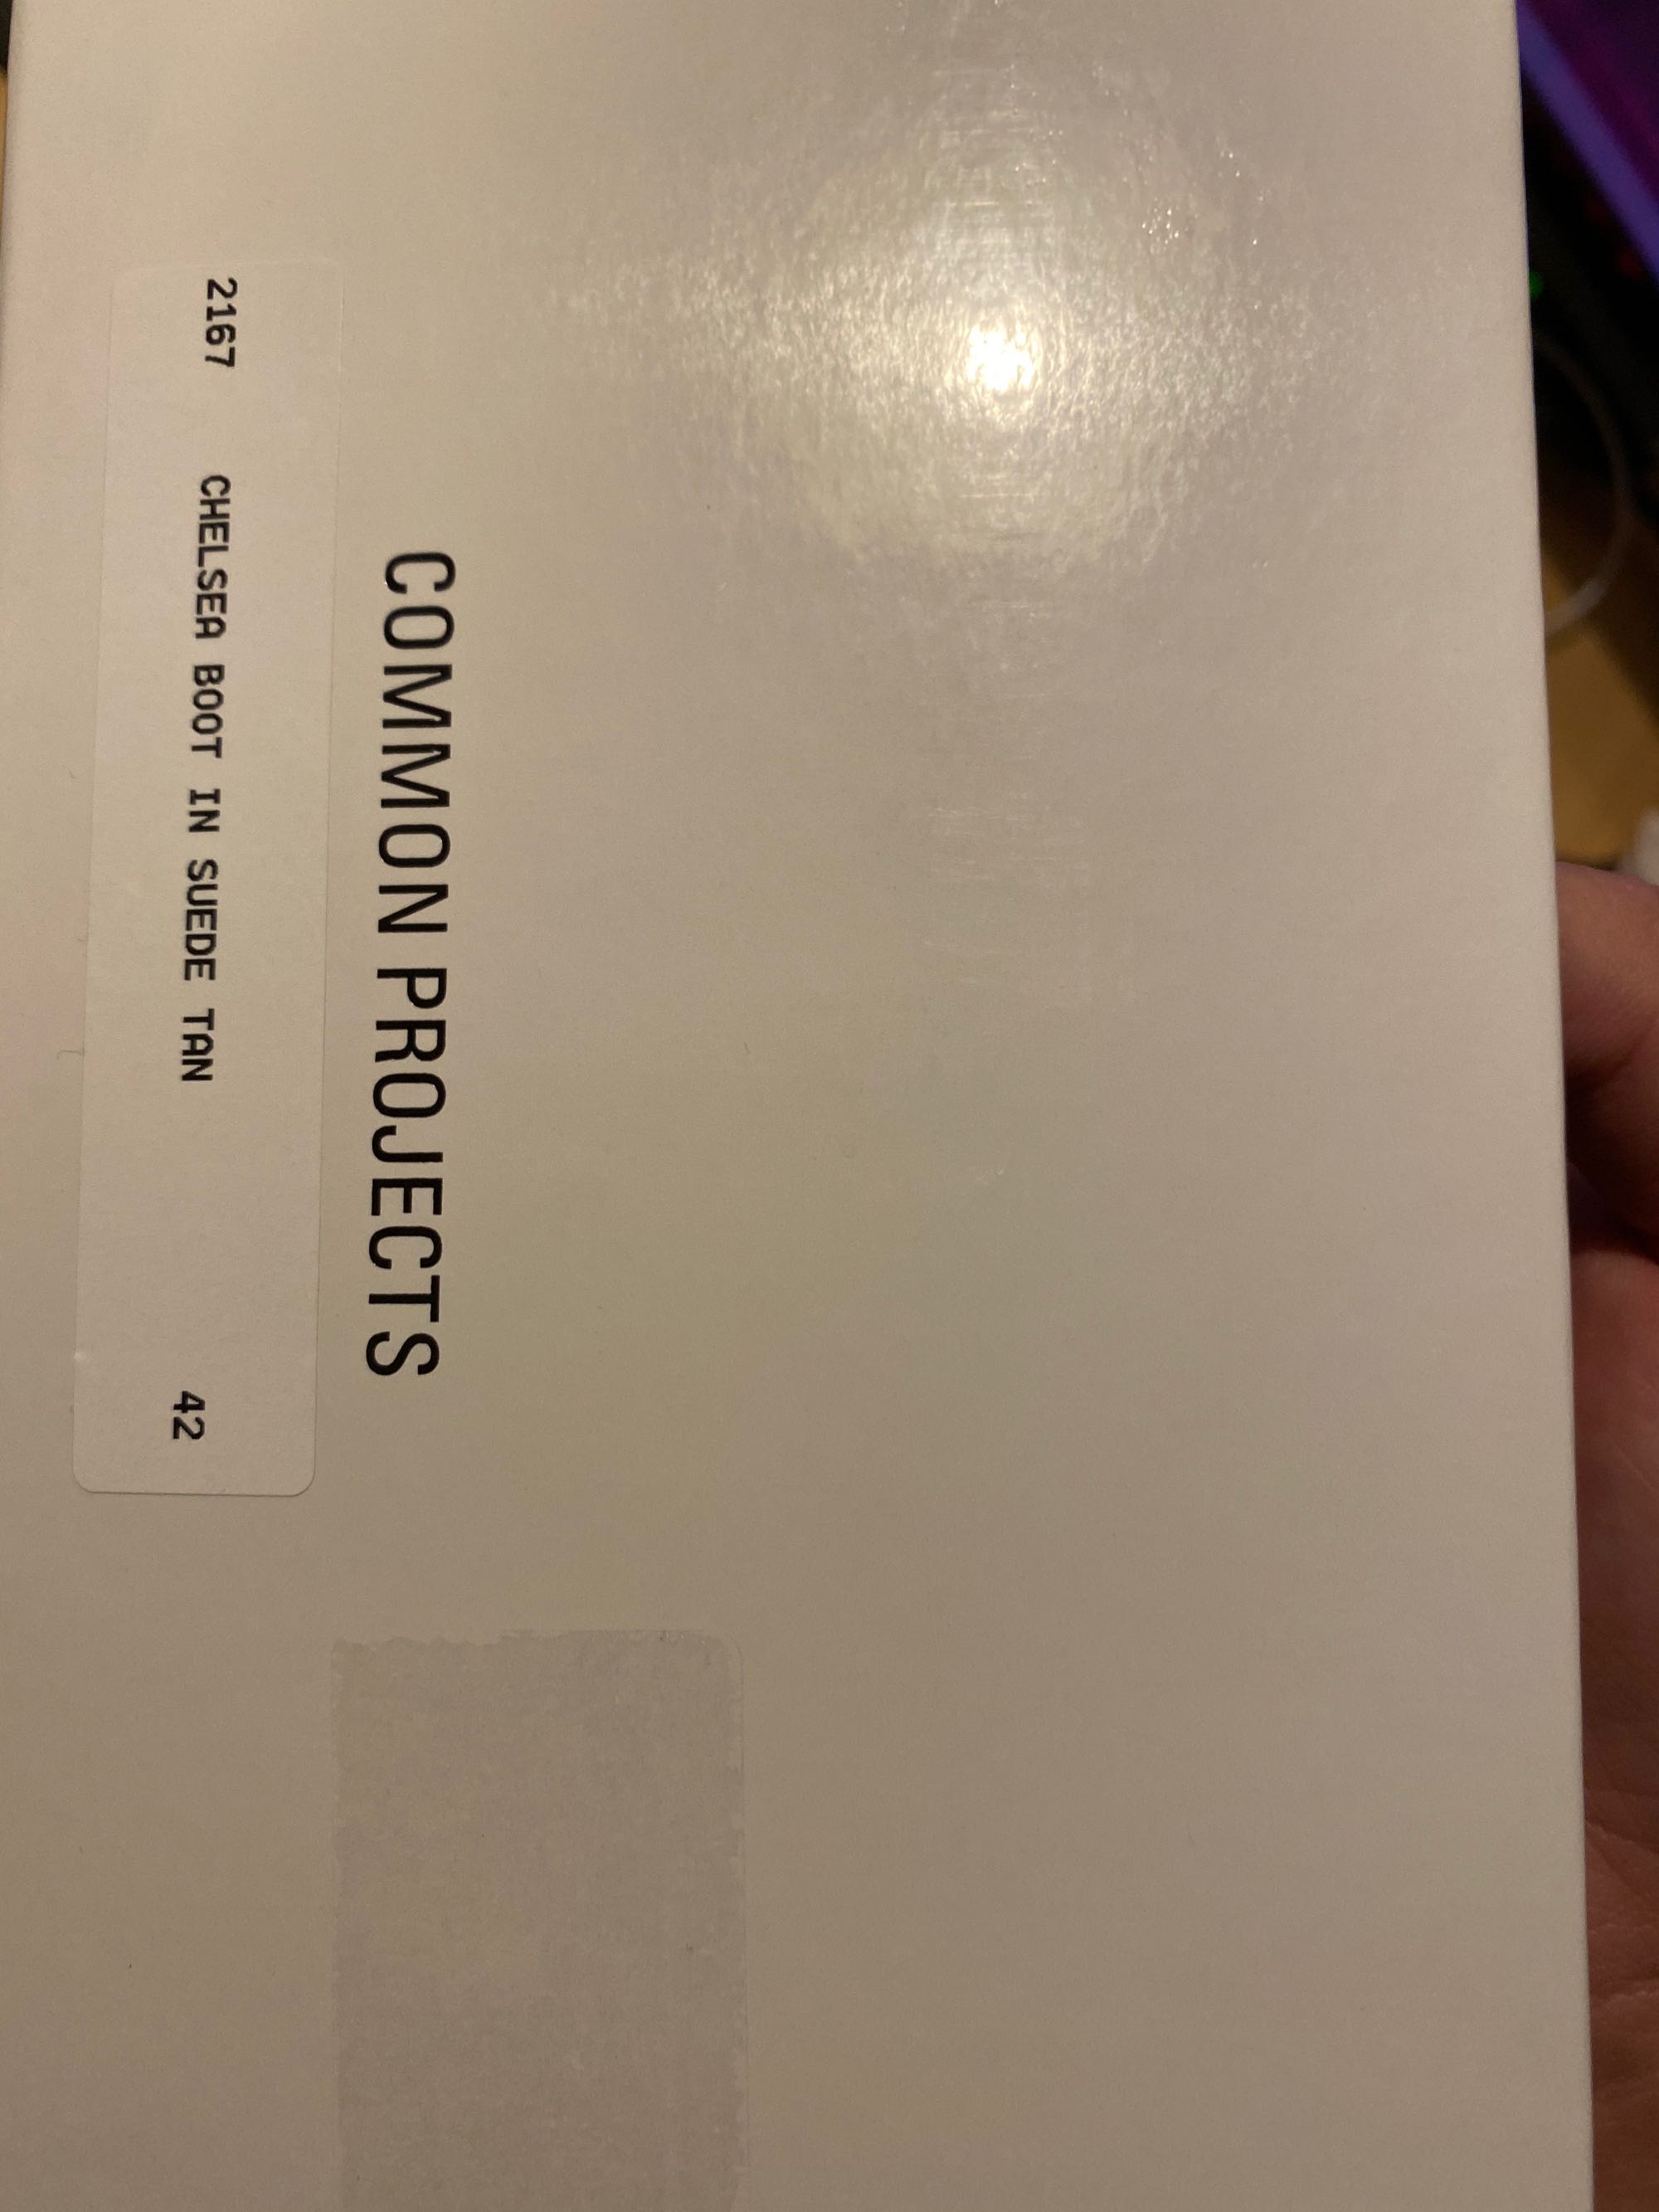 COMMON PROJECTS
2167 CHELSEA BOOT IN SUEDE TAN 42